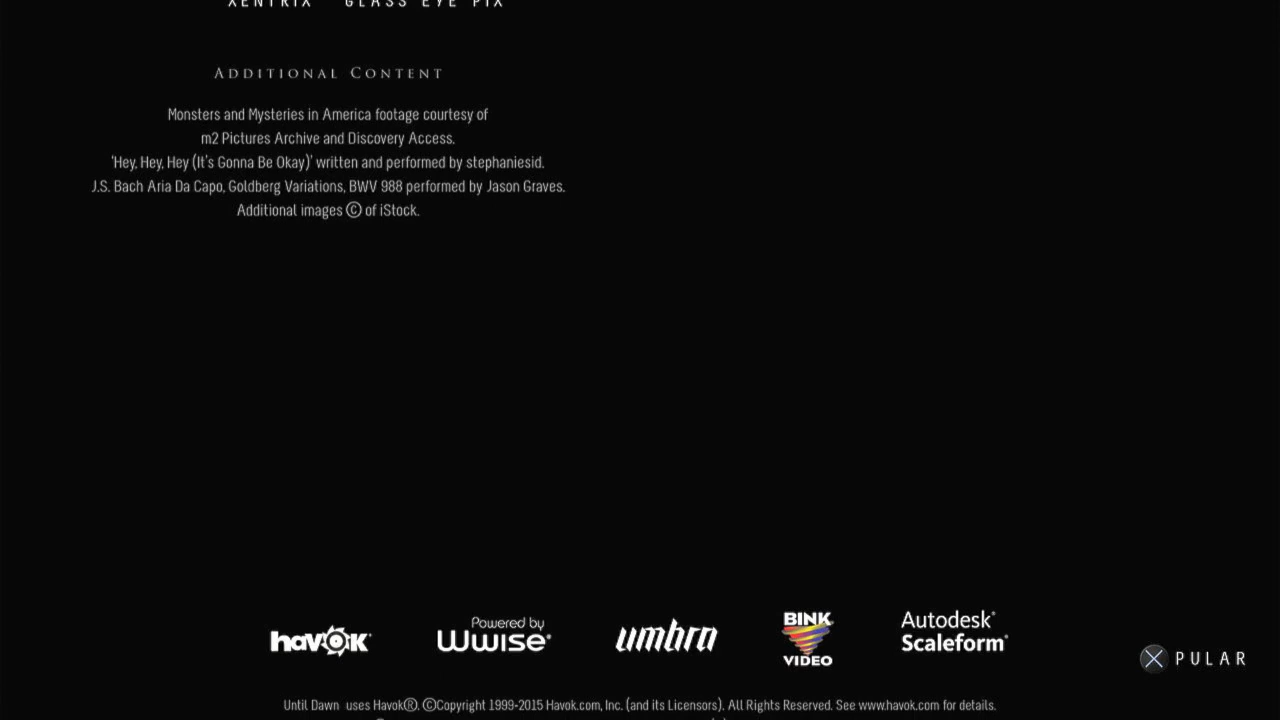 XENTRIX GLASS EYE PIX
ADDITIONAL CONTENT
Monsters and Mysteries in America footage courtesy of
m2 Pictures Archive and Discovery Access.
'Hey, Hey, Hey (It's Gonna Be Okay)' written and performed by stephaniesid.
J.S. Bach Aria Da Capo, Goldberg Variations, BWV 988 performed by Jason Graves.
Additional images © of iStock.
havok®
Powered by
Wwise®
umbra
BINK
VIDEO
Autodesk®
Scaleform®
PULAR
Until Dawn uses Havok®. ©Copyright 1999-2015 Havok.com, Inc. (and its Licensors). All Rights Reserved. See www.havok.com for details.